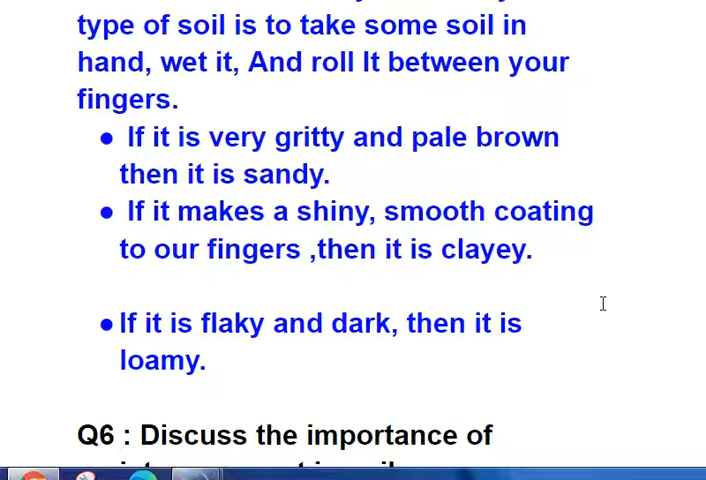 type of soil is to take some soil in
hand, wet it, And roll It between your
fingers.
● If it is very gritty and pale brown
then it is sandy.
● If it makes a shiny, smooth coating
to our fingers ,then it is clayey.
● If it is flaky and dark, then it is
loamy.
Q6 : Discuss the importance of